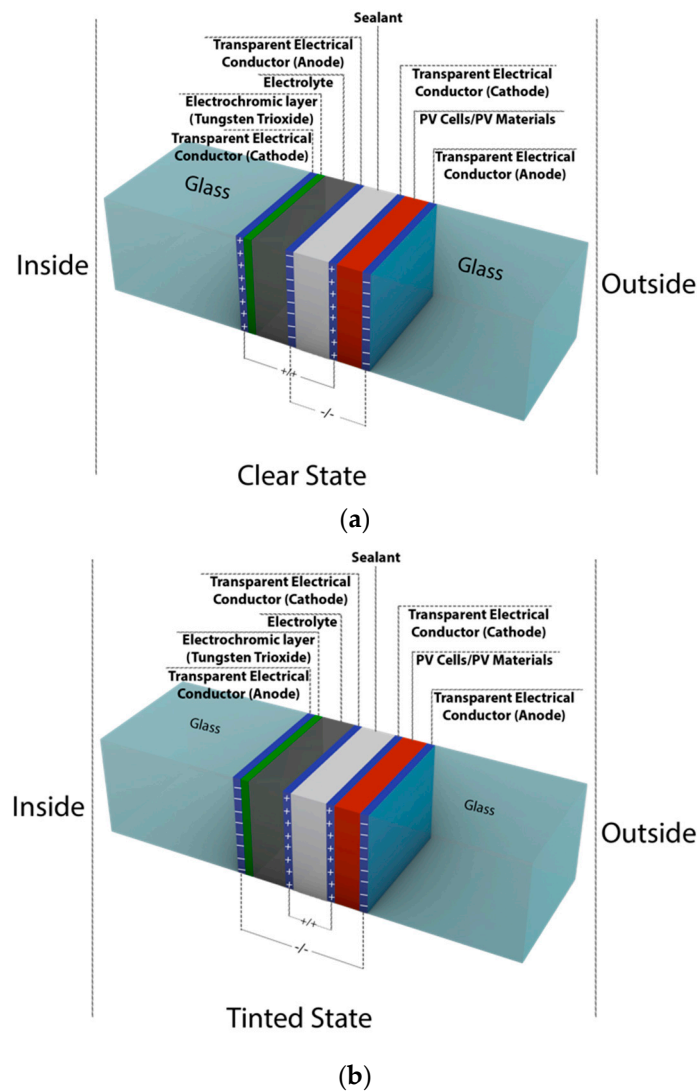 Sealant
Transparent Electrical
Conductor (Anode)
Electrolyte
Electrochromic layer
(Tungsten Trioxide)
Transparent Electrical
Conductor (Cathode)
Transparent Electrical
Conductor (Cathode)
PV Cells/PV Materials
Transparent Electrical
Conductor (Anode)
Glass
Glass
Inside
Outside
+/+
-/-
Clear State
(a)
Sealant
Transparent Electrical
Conductor (Cathode)
Electrolyte
Electrochromic layer
(Tungsten Trioxide)
Transparent Electrical
Conductor (Anode)
Transparent Electrical
Conductor (Cathode)
PV Cells/PV Materials
Transparent Electrical
Conductor (Anode)
Glass
Glass
Inside
Outside
+/+
-/-
Tinted State
(b)